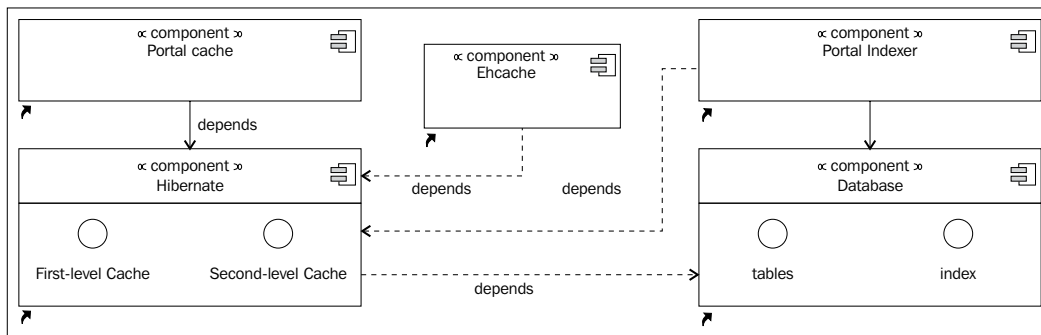 ∝ component ∞
Portal cache
∝ component ∞
Ehcache
∝ component ∞
Portal Indexer
depends
∝ component ∞
Hibernate
depends
depends
∝ component ∞
Database
First-level Cache
Second-level Cache
tables
index
depends